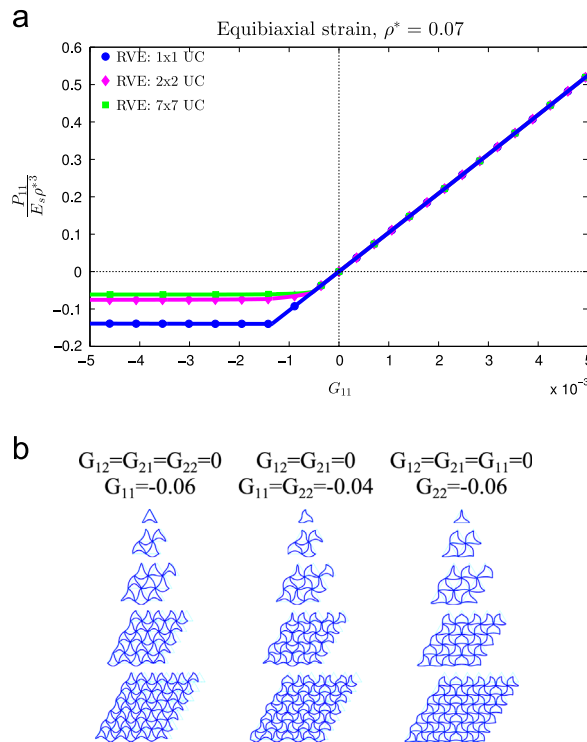 a
Equibiaxial strain, ρ* = 0.07
RVE: 1x1 UC
RVE: 2x2 UC
RVE: 7x7 UC
0.6
0.5
0.4
0.3
0.2
0.1
0
−0.1
−0.2
P₁₁
E_sρ*³
−5 −4 −3 −2 −1 0 1 2 3 4 5
G₁₁
x 10⁻³
b
G₁₂=G₂₁=G₂₂=0 G₁₂=G₂₁=0 G₁₂=G₂₁=G₁₁=0
G₁₁=-0.06 G₁₁=G₂₂=-0.04 G₂₂=-0.06